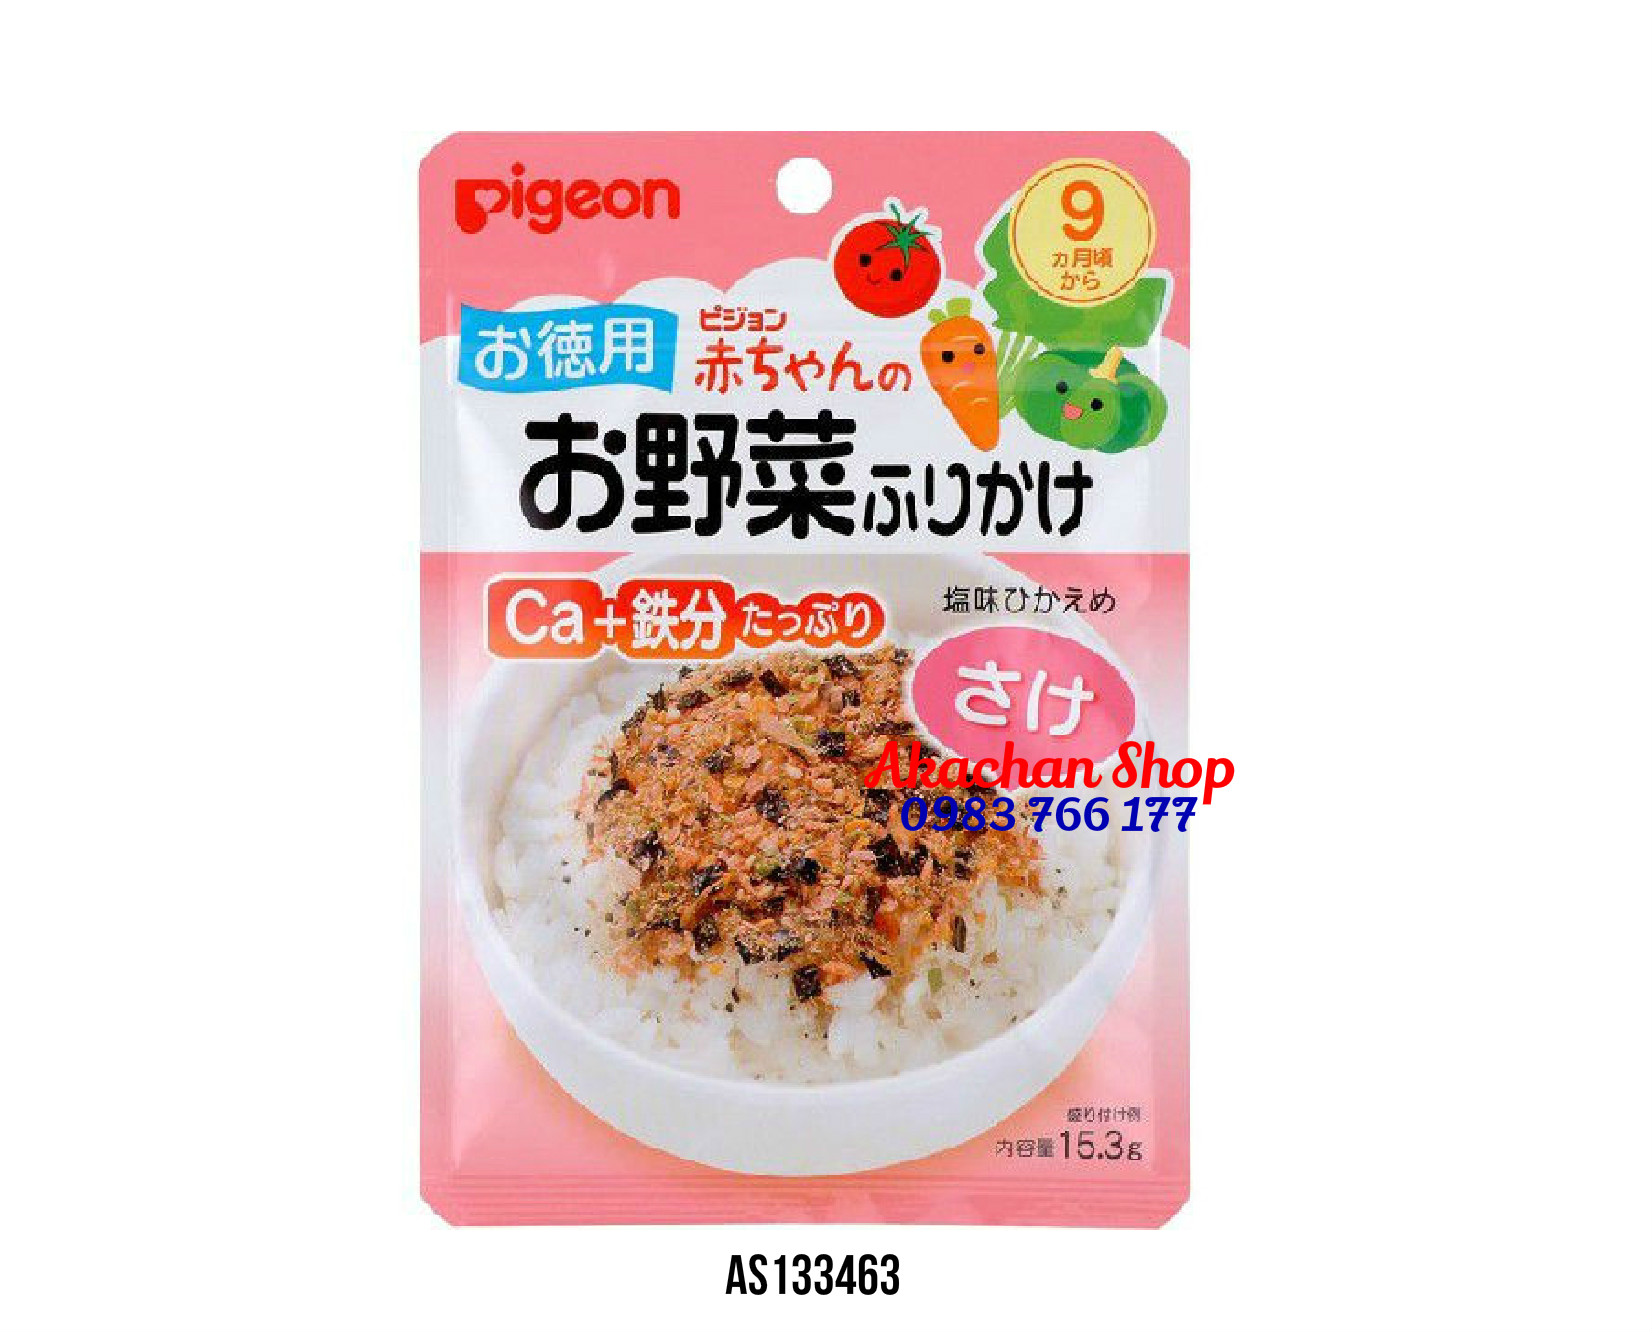 pigeon
9
ヵ月頃
から
お徳用
ピジョン
赤ちゃんの
お野菜ふりかけ
Ca+鉄分たっぷり
塩味ひかえめ
さけ
Akachan Shop
0983 766 177
盛り付け例
内容量15.3g
AS133463